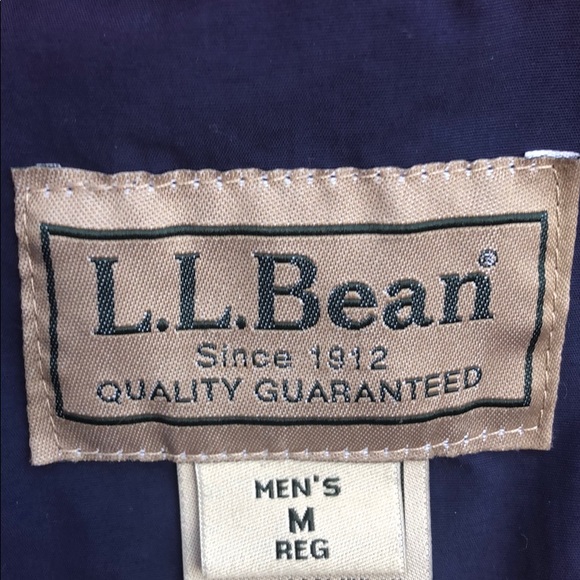 L.L.Bean®
Since 1912
QUALITY GUARANTEED
MEN'S
M
REG